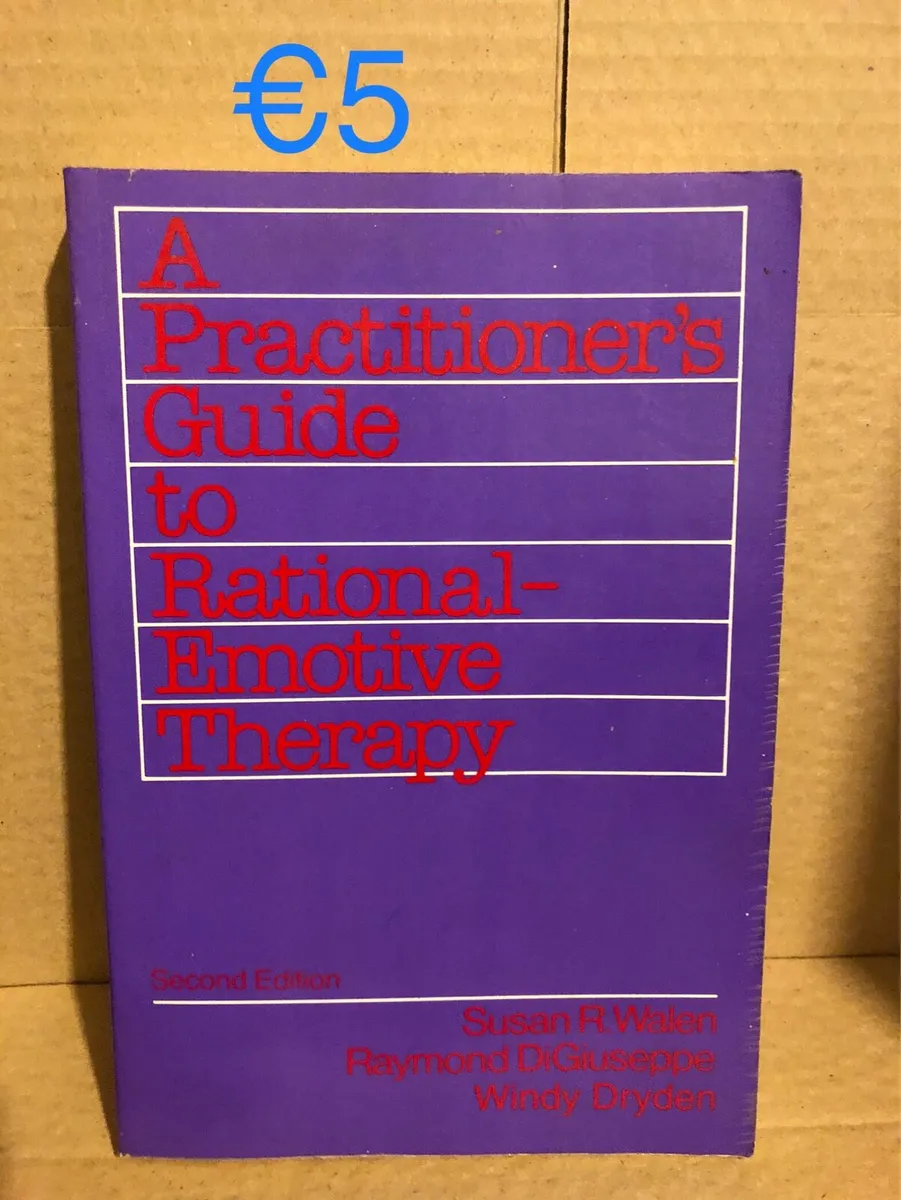 €5
A
Practitioner's
Guide
to
Rational-
Emotive
Therapy
Second Edition
Susan R. Walen
Raymond DiGiuseppe
Windy Dryden